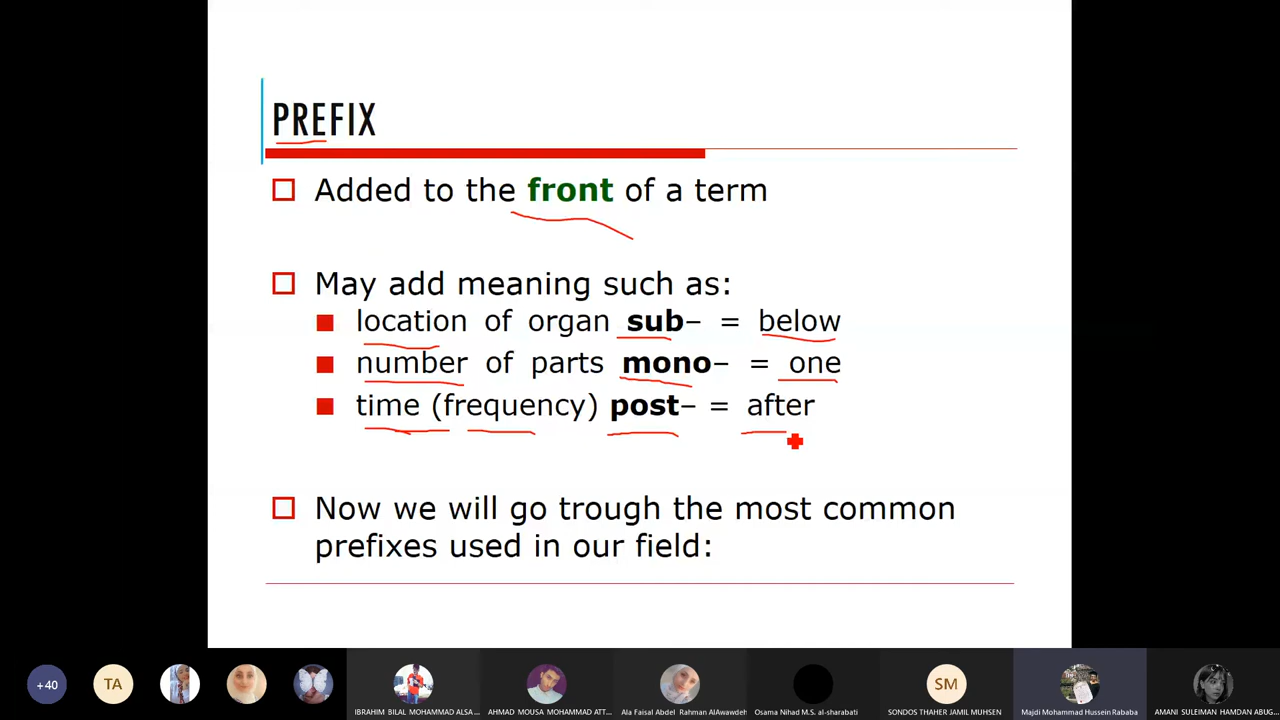 PREFIX
Added to the front of a term
May add meaning such as:
location of organ sub– = below
number of parts mono– = one
time (frequency) post– = after
Now we will go trough the most common
prefixes used in our field:
+40
TA
SM
IBRAHIM BILAL MOHAMMAD ALSA...
AHMAD MOUSA MOHAMMAD ATT...
Ala Faisal Abdel Rahman AlAwawdeh
Osama Nihad M.S. al-sharabati
SONDOS THAHER JAMIL MUHSEN
Majdi Mohammad Hussein Rababa
AMANI SULEIMAN HAMDAN ABUG...